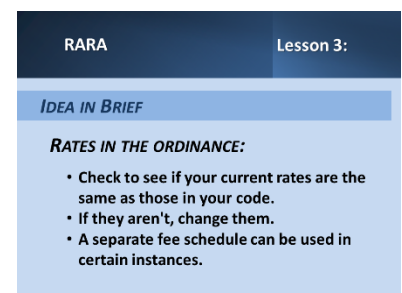 RARA Lesson 3:
IDEA IN BRIEF
RATES IN THE ORDINANCE:
• Check to see if your current rates are the
same as those in your code.
• If they aren't, change them.
• A separate fee schedule can be used in
certain instances.